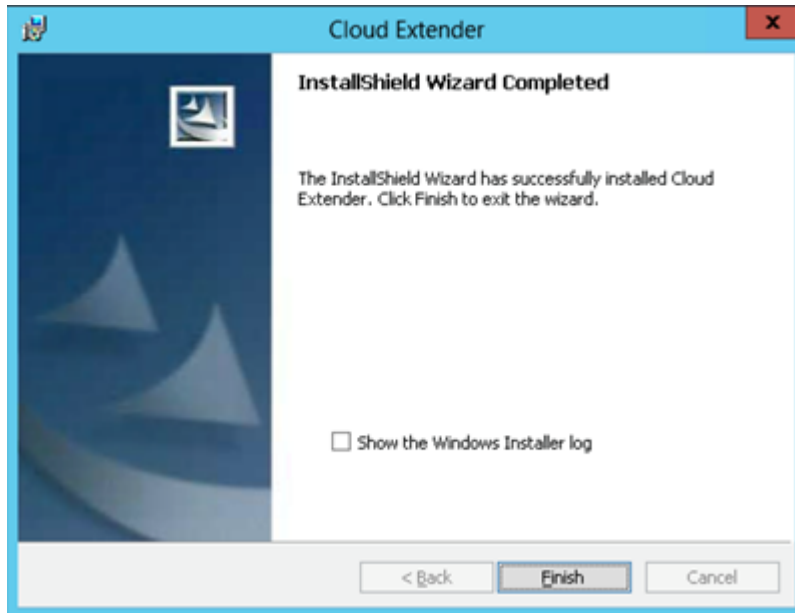 Cloud Extender
x
InstallShield Wizard Completed
The InstallShield Wizard has successfully installed Cloud
Extender. Click Finish to exit the wizard.
Show the Windows Installer log
< Back Finish Cancel